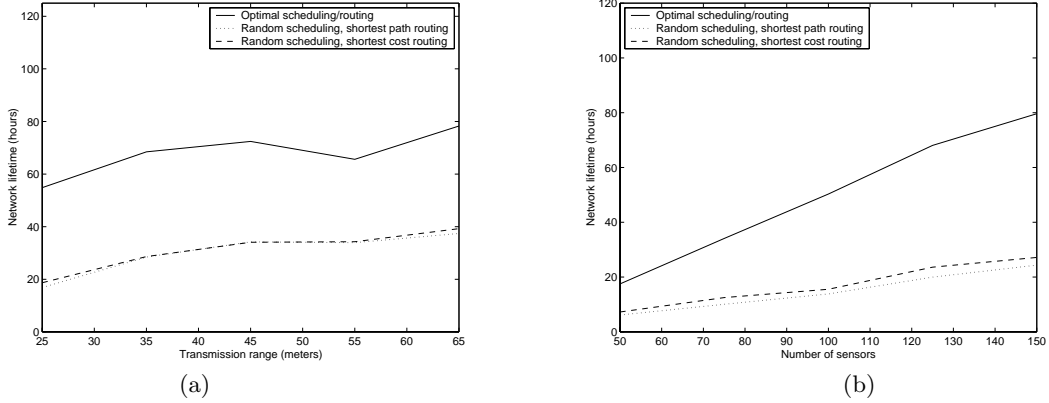 Optimal scheduling/routing
Random scheduling, shortest path routing
Random scheduling, shortest cost routing
Network lifetime (hours)
120
100
80
60
40
20
0
25 30 35 40 45 50 55 60 65
Transmission range (meters)
(a)
Optimal scheduling/routing
Random scheduling, shortest path routing
Random scheduling, shortest cost routing
Network lifetime (hours)
120
100
80
60
40
20
0
50 60 70 80 90 100 110 120 130 140 150
Number of sensors
(b)